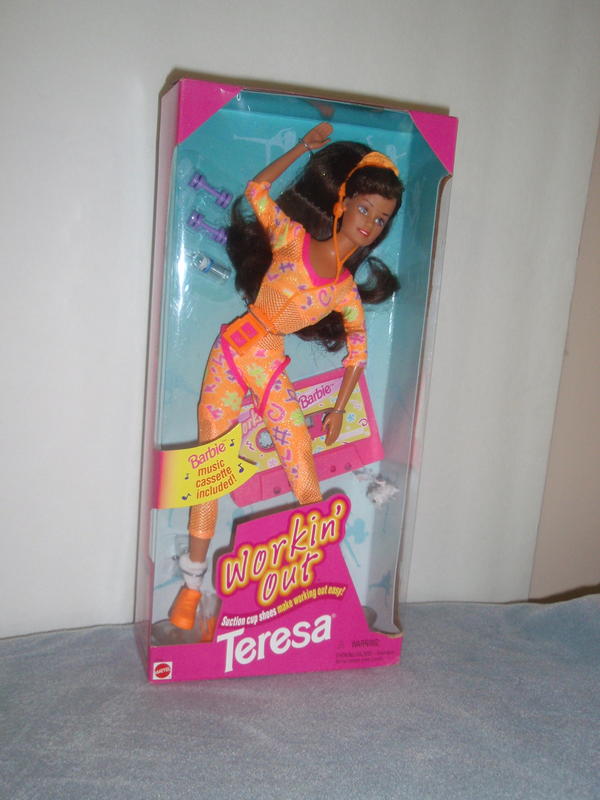 Barbie
Barbie
music
cassette
included!
Workin'
Out
Suction cup shoes make working out easy!
Teresa
MATTEL
WARNING: